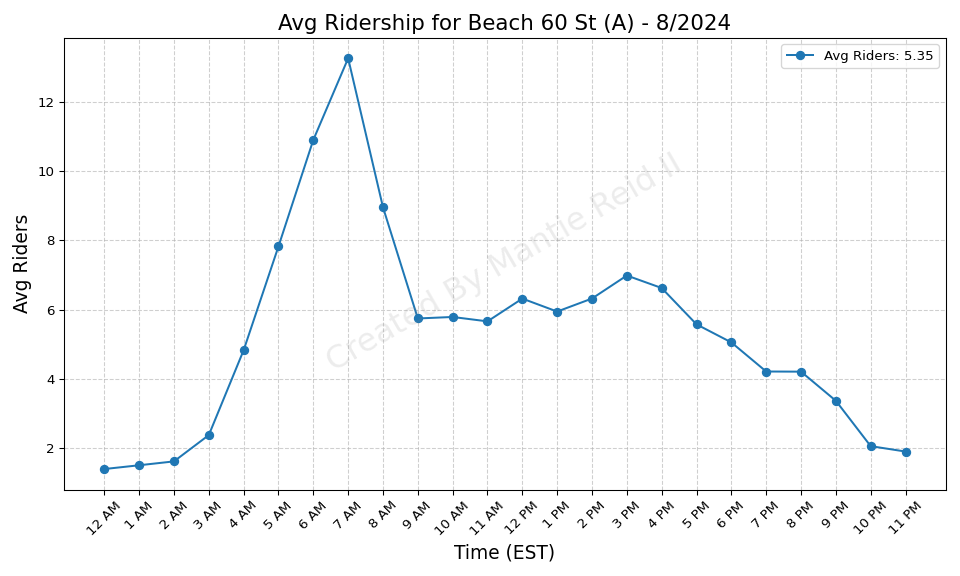 Avg Ridership for Beach 60 St (A) - 8/2024
Avg Riders: 5.35
Avg Riders
12
10
8
6
4
2
Created By Mantie Reid II
12 AM
1 AM
2 AM
3 AM
4 AM
5 AM
6 AM
7 AM
8 AM
9 AM
10 AM
11 AM
12 PM
1 PM
2 PM
3 PM
4 PM
5 PM
6 PM
7 PM
8 PM
9 PM
10 PM
11 PM
Time (EST)